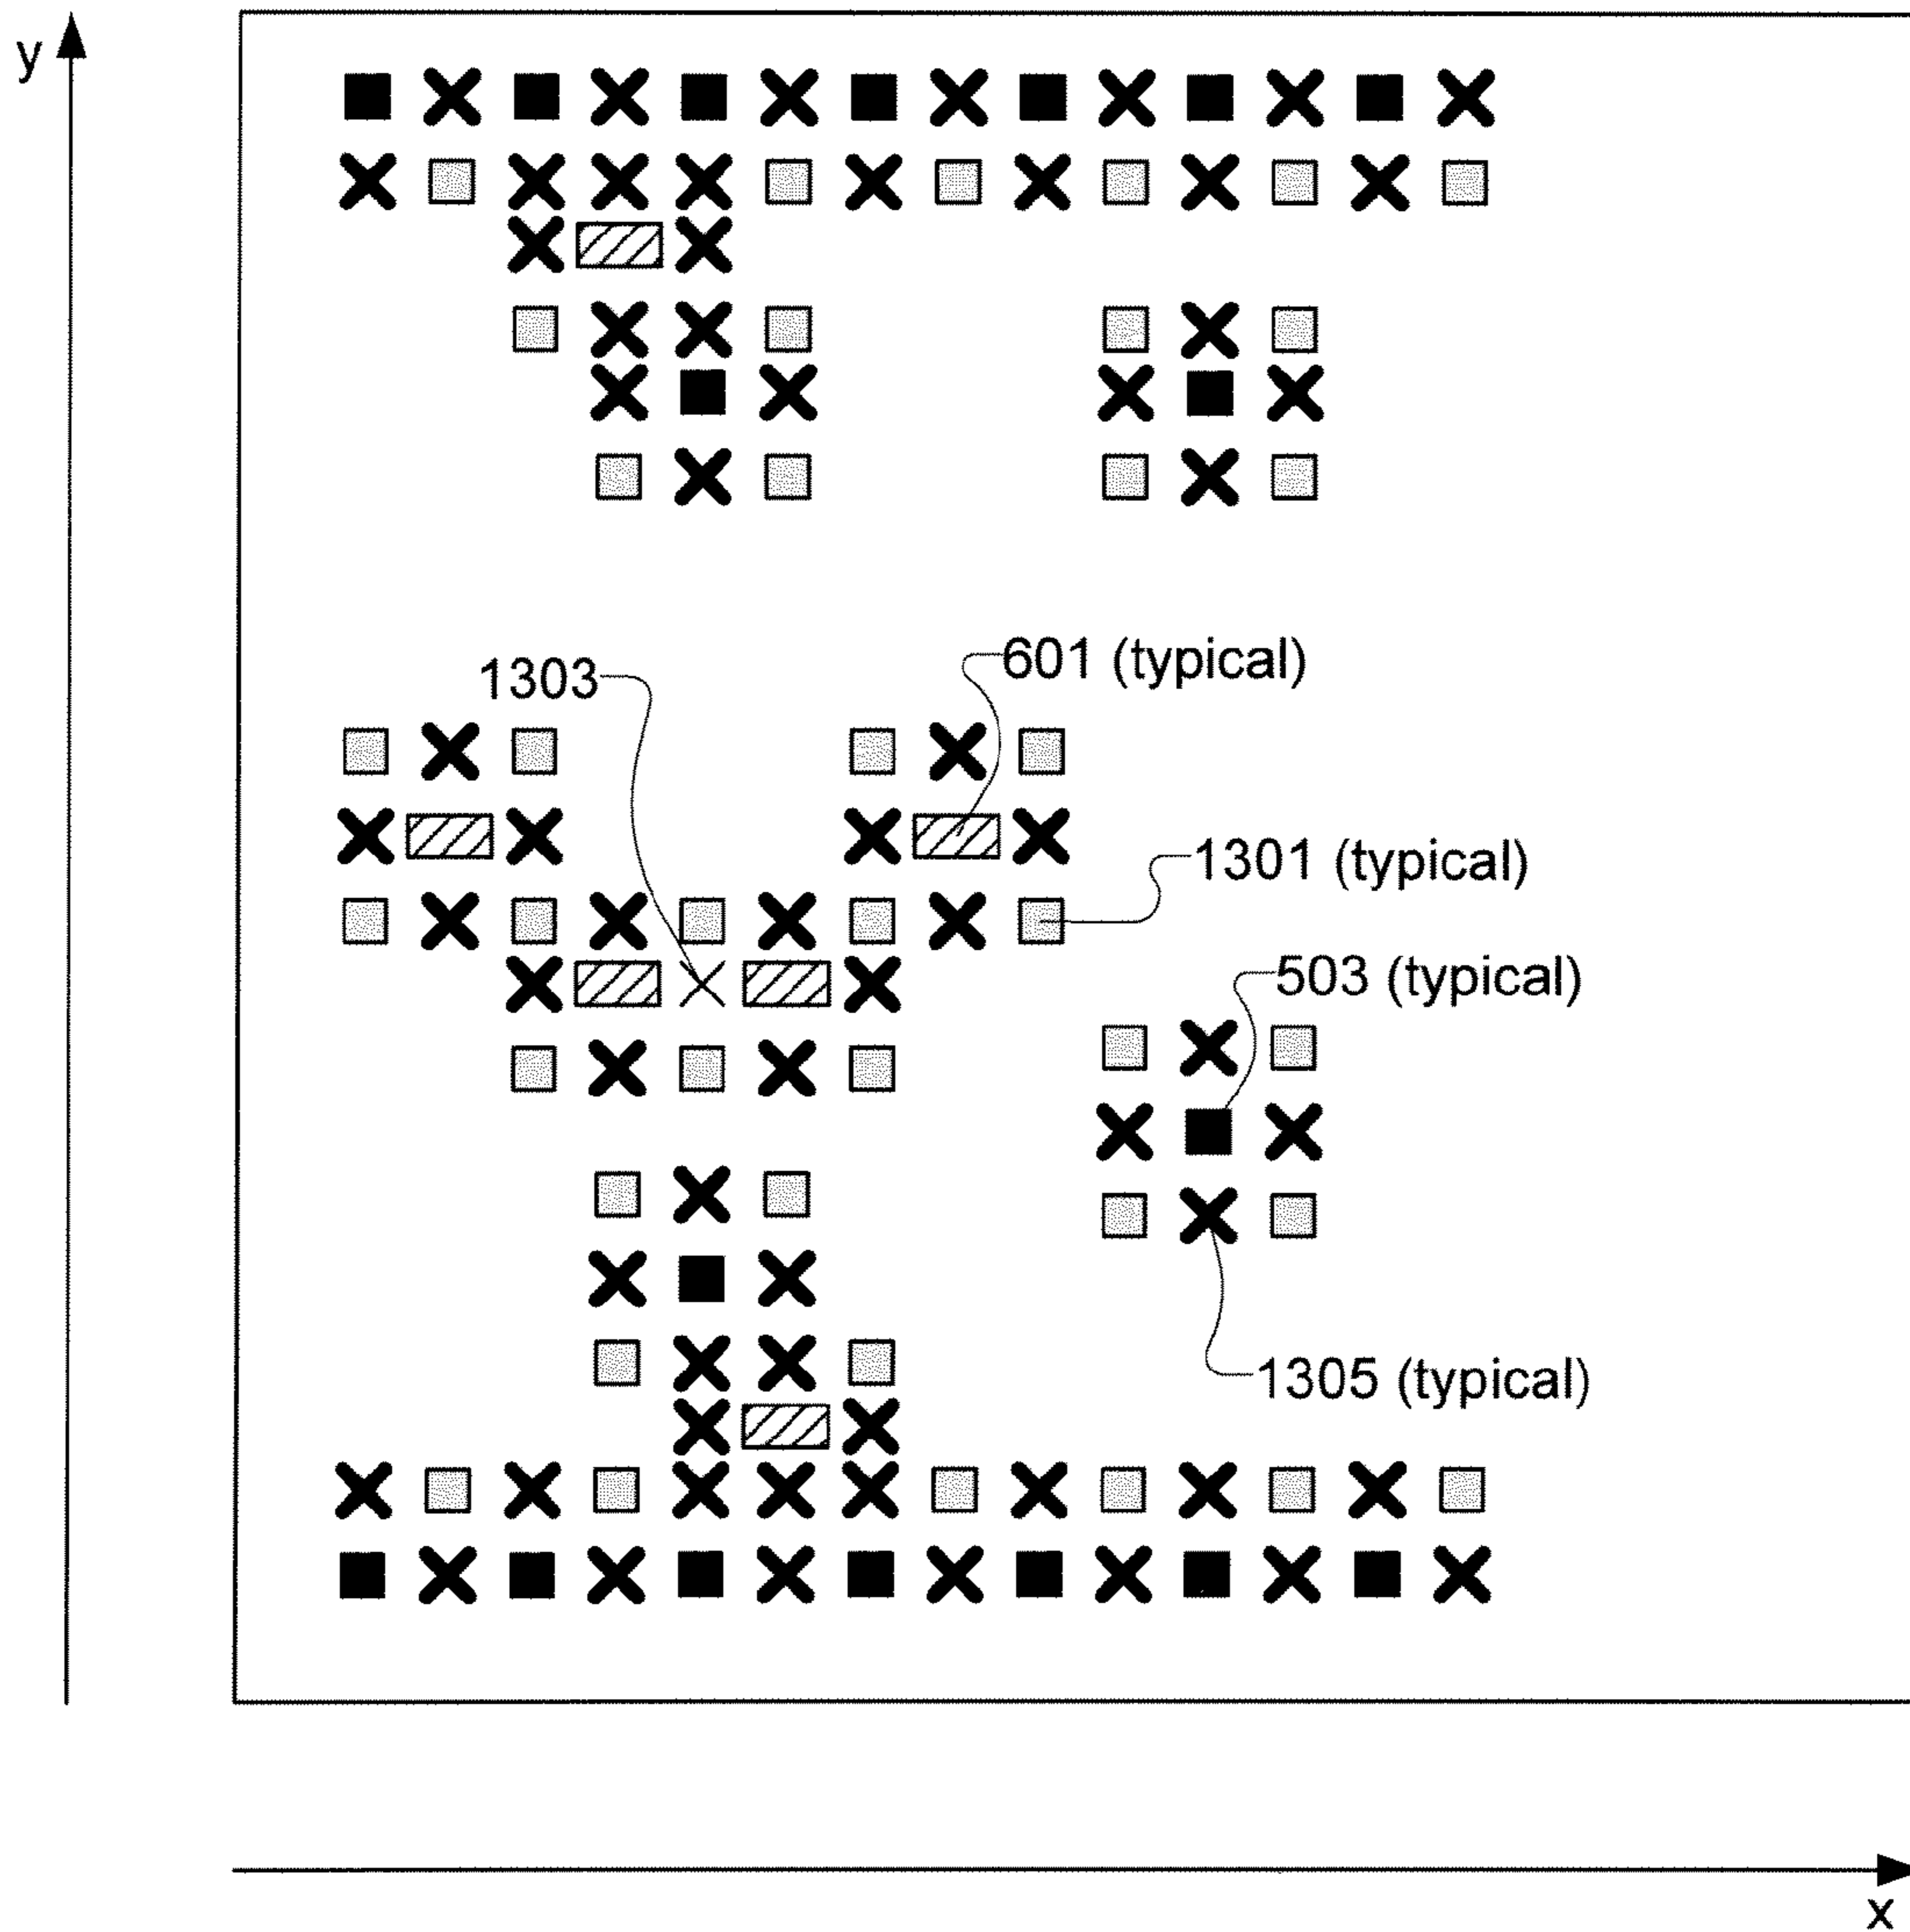 y
601 (typical)
1303
1301 (typical)
503 (typical)
1305 (typical)
x